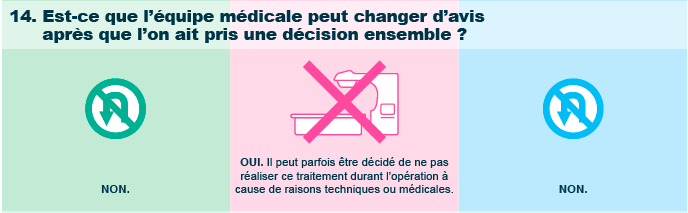 14. Est-ce que l’équipe médicale peut changer d’avis
après que l’on ait pris une décision ensemble ?
NON.
OUI. Il peut parfois être décidé de ne pas
réaliser ce traitement durant l’opération à
cause de raisons techniques ou médicales.
NON.